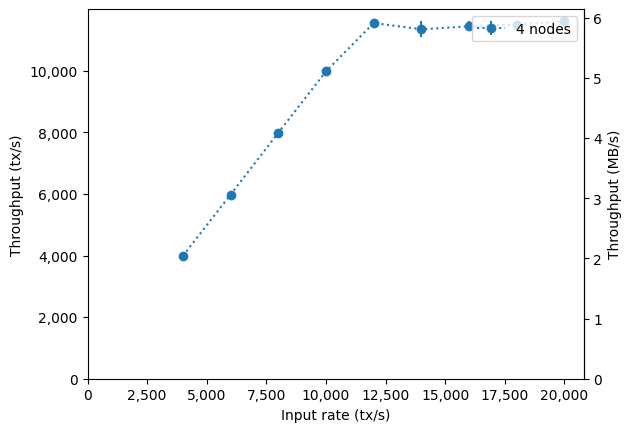 4 nodes
Throughput (tx/s)
10,000
8,000
6,000
4,000
2,000
0
Throughput (MB/s)
6
5
4
3
2
1
0
0 2,500 5,000 7,500 10,000 12,500 15,000 17,500 20,000
Input rate (tx/s)